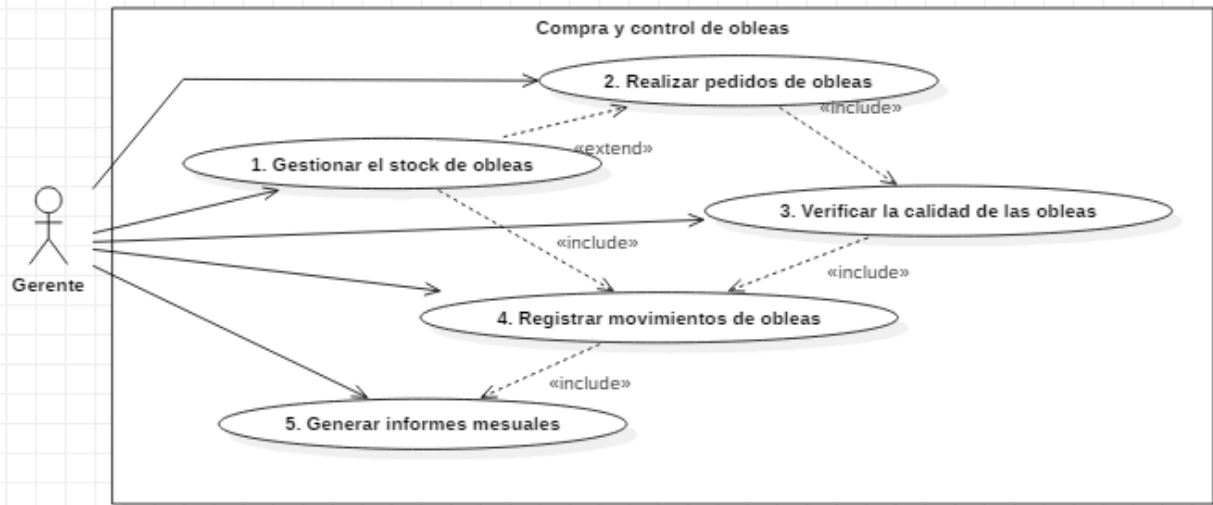 Compra y control de obleas
2. Realizar pedidos de obleas
«include»
«extend»
1. Gestionar el stock de obleas
3. Verificar la calidad de las obleas
«include»
«include»
Gerente
4. Registrar movimientos de obleas
«include»
5. Generar informes mesuales